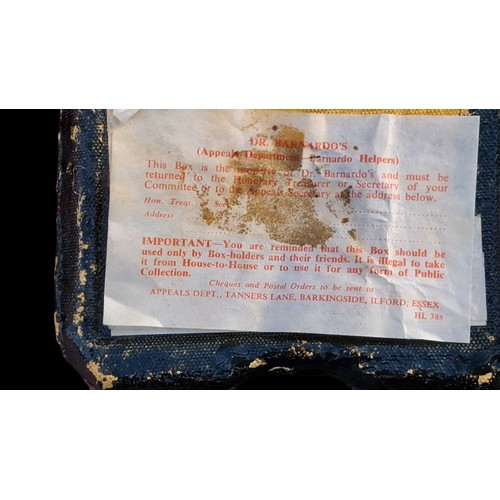 DR. BARNARDO'S
(Appeals Department Barnardo Helpers)
This Box is the property of Dr. Barnardo's and must be
returned to the Honorary Treasurer or Secretary of your
Committee or to the Appeals Secretary at the address below.
Hon. Treas. Sec.
Address
IMPORTANT—You are reminded that this Box should be
used only by Box-holders and their friends. It is illegal to take
it from House-to-House or to use it for any form of Public
Collection.
Cheques and Postal Orders to be sent to
APPEALS DEPT., TANNERS LANE, BARKINGSIDE, ILFORD, ESSEX
HL 388